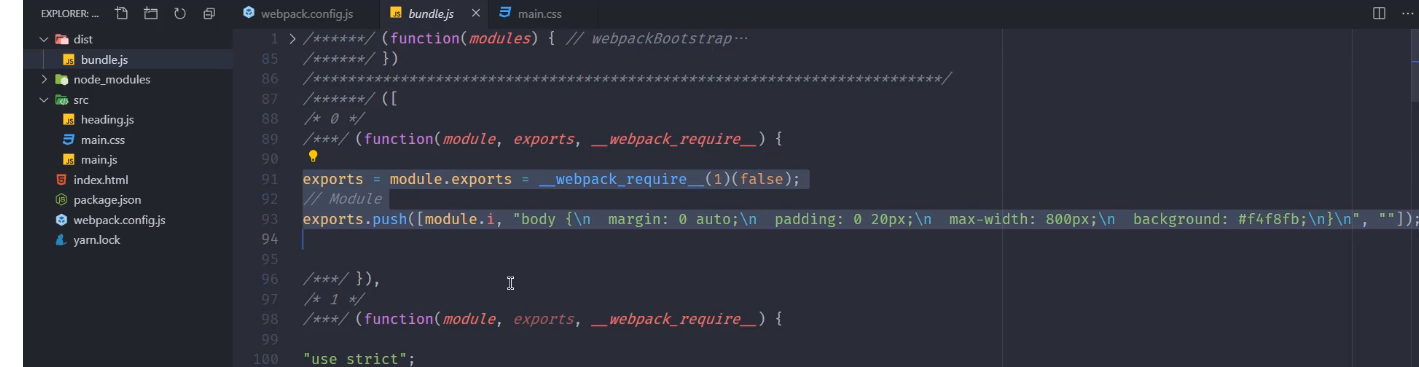 EXPLORER: ...
webpack.config.js
bundle.js
main.css
dist
bundle.js
node_modules
src
heading.js
main.css
main.js
index.html
package.json
webpack.config.js
yarn.lock
1 /******/ (function(modules) { // webpackBootstrap···
85 /******/ })
86 /************************************************************************/
87 /******/ ([
88 /* 0 */
89 /***/ (function(module, exports, __webpack_require__) {
90
91 exports = module.exports = __webpack_require__(1)(false);
92 // Module
93 exports.push([module.i, "body {\n  margin: 0 auto;\n  padding: 0 20px;\n  max-width: 800px;\n  background: #f4f8fb;\n}\n", ""]);
94
95
96 /***/ }),
97 /* 1 */
98 /***/ (function(module, exports, __webpack_require__) {
99
100 "use strict";